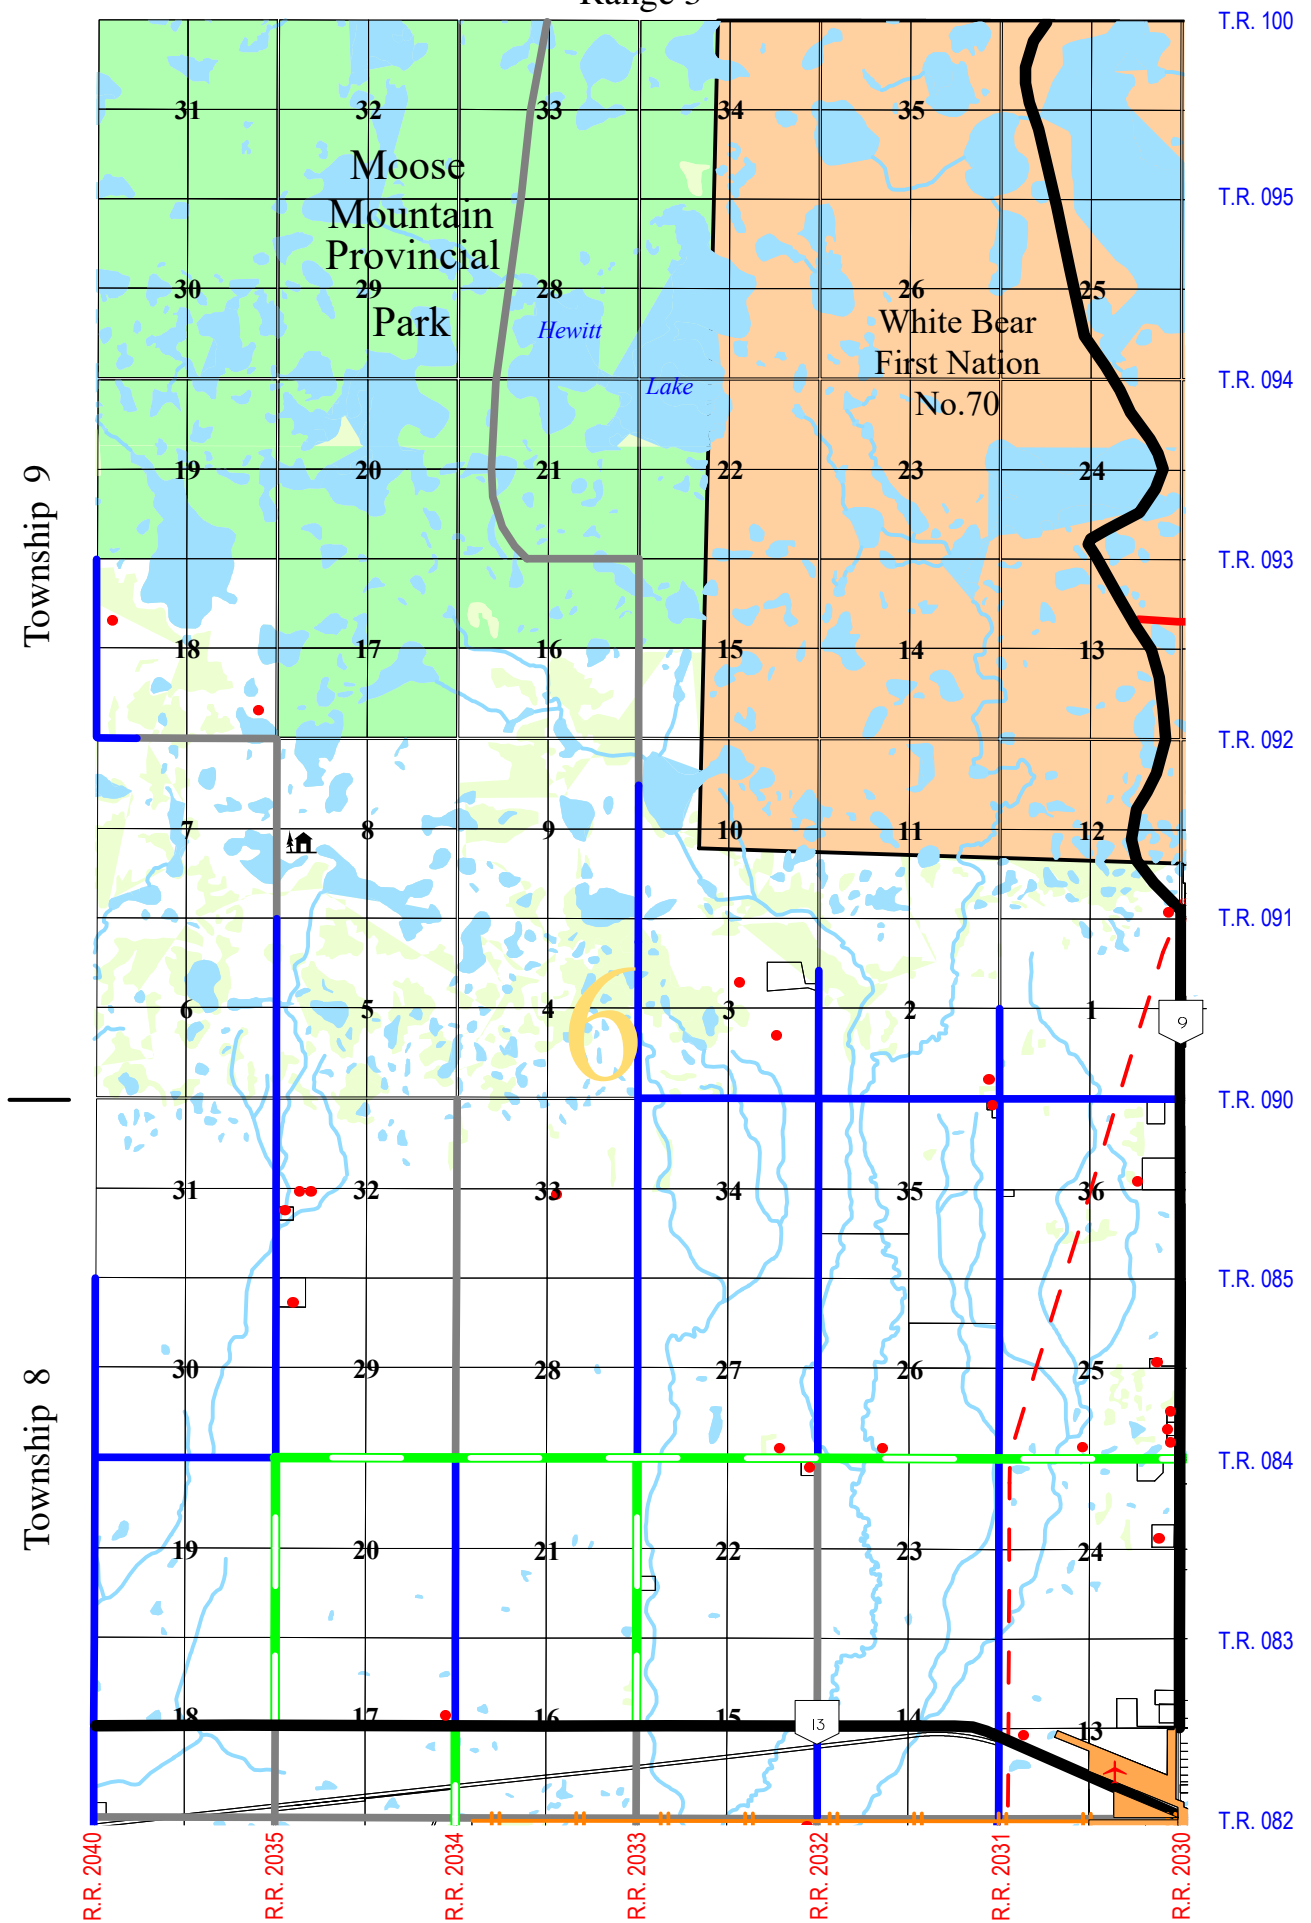 Range 3
T.R. 100
31 32 33 34 35
Moose
Mountain
Provincial
Park
T.R. 095
30 29 28 26 25
Hewitt
Lake
White Bear
First Nation
No.70
T.R. 094
19 20 21 22 23 24
Township 9
T.R. 093
18 17 16 15 14 13
T.R. 092
7 8 9 10 11 12
T.R. 091
6 5 4 3 2 1
6
9
T.R. 090
31 32 33 34 35 36
T.R. 085
30 29 28 27 26 25
Township 8
T.R. 084
19 20 21 22 23 24
T.R. 083
18 17 16 15 14 13
13
T.R. 082
R.R. 2040
R.R. 2035
R.R. 2034
R.R. 2033
R.R. 2032
R.R. 2031
R.R. 2030